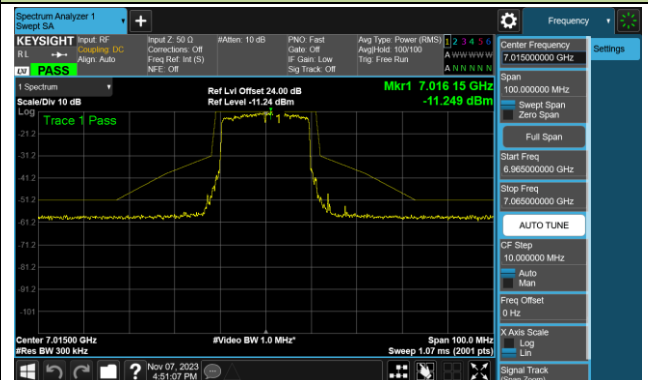 Spectrum Analyzer 1
Swept SA
Frequency
KEYSIGHT
RL
LXI
PASS
Input: RF
Coupling: DC
Align: Auto
Input Z: 50 Ω
Corrections: Off
Freq Ref: Int (S)
NFE: Off
#Atten: 10 dB
PNO: Fast
Gate: Off
IF Gain: Low
Sig Track: Off
Avg Type: Power (RMS)
Avg|Hold: 100/100
Trig: Free Run
1 2 3 4 5 6
A W W W W W
A N N N N N
Center Frequency
7.015000000 GHz
Settings
Span
100.000000 MHz
Swept Span
Zero Span
Full Span
Start Freq
6.965000000 GHz
Stop Freq
7.065000000 GHz
AUTO TUNE
CF Step
10.000000 MHz
Auto
Man
Freq Offset
0 Hz
X Axis Scale
Log
Lin
Signal Track
(Span Zoom)
1 Spectrum
Scale/Div 10 dB
Ref Lvl Offset 24.00 dB
Ref Level -11.24 dBm
Mkr1 7.016 15 GHz
-11.249 dBm
Log
Trace 1 Pass
1
-21.2
-31.2
-41.2
-51.2
-61.2
-71.2
-81.2
-91.2
-101
Center 7.01500 GHz
#Res BW 300 kHz
#Video BW 1.0 MHz*
Span 100.0 MHz
Sweep 1.07 ms (2001 pts)
?
Nov 07, 2023
4:51:07 PM